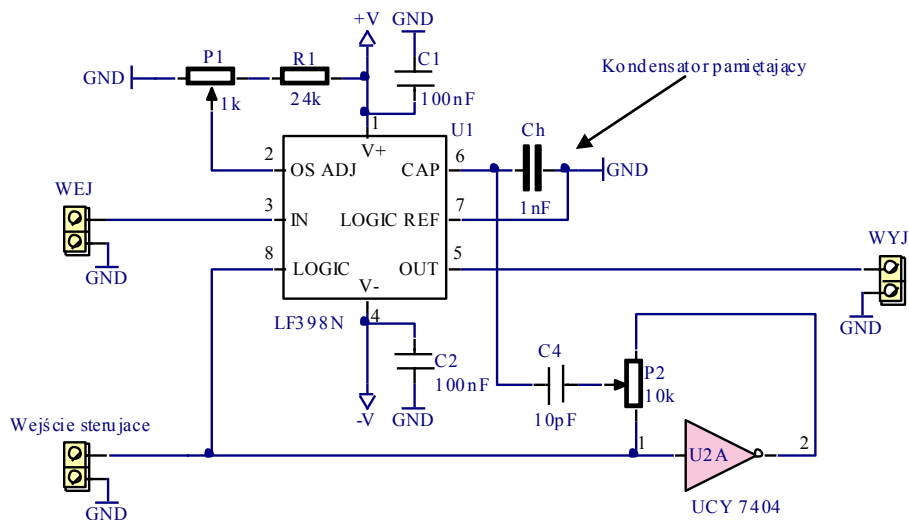 +V
GND
P1
R1
C1
Kondensator pamiętający
GND
1k
24k
100nF
1
U1
V+
Ch
2
OS ADJ
CAP
6
GND
1nF
WEJ
3
IN
LOGIC REF
7
WYJ
8
LOGIC
OUT
5
GND
V-
LF398N
4
GND
C2
100nF
C4
P2
10k
10pF
-V
GND
Wejście sterujace
1
U2A
2
GND
UCY 7404